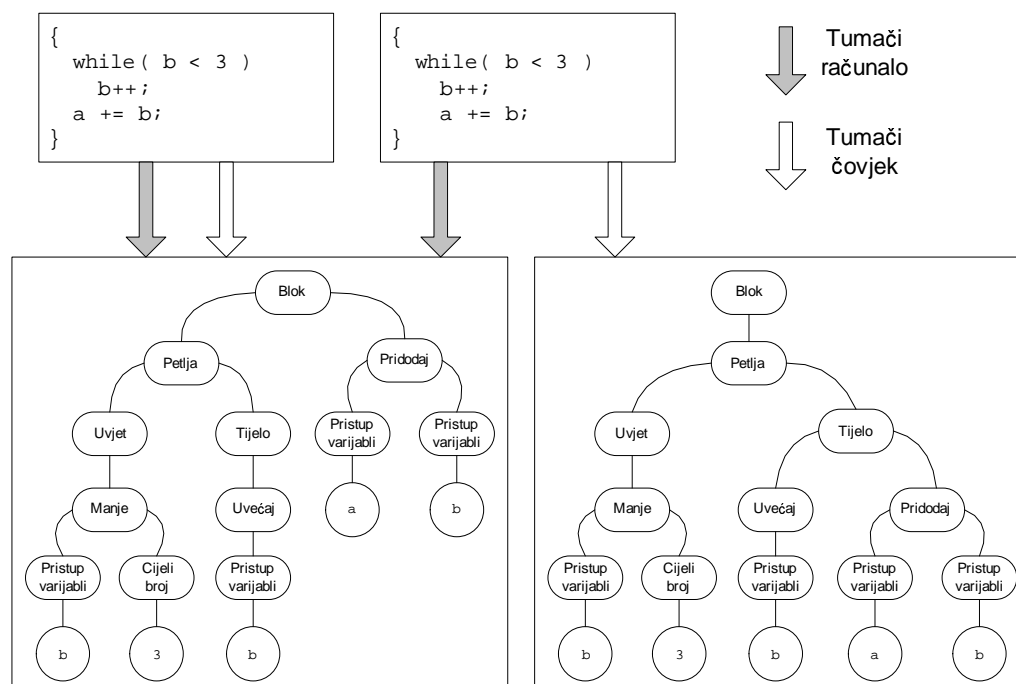 {
while( b < 3 )
b++;
a += b;
}
{
while( b < 3 )
b++;
a += b;
}
Tumači
računalo
Tumači
čovjek
Blok
Petlja
Pridodaj
Uvjet
Tijelo
Pristup
varijabli
Pristup
varijabli
Manje
Uvećaj
a
b
Pristup
varijabli
Cijeli
broj
Pristup
varijabli
b
3
b
Blok
Petlja
Uvjet
Tijelo
Manje
Uvećaj
Pridodaj
Pristup
varijabli
Cijeli
broj
Pristup
varijabli
Pristup
varijabli
Pristup
varijabli
b
3
b
a
b